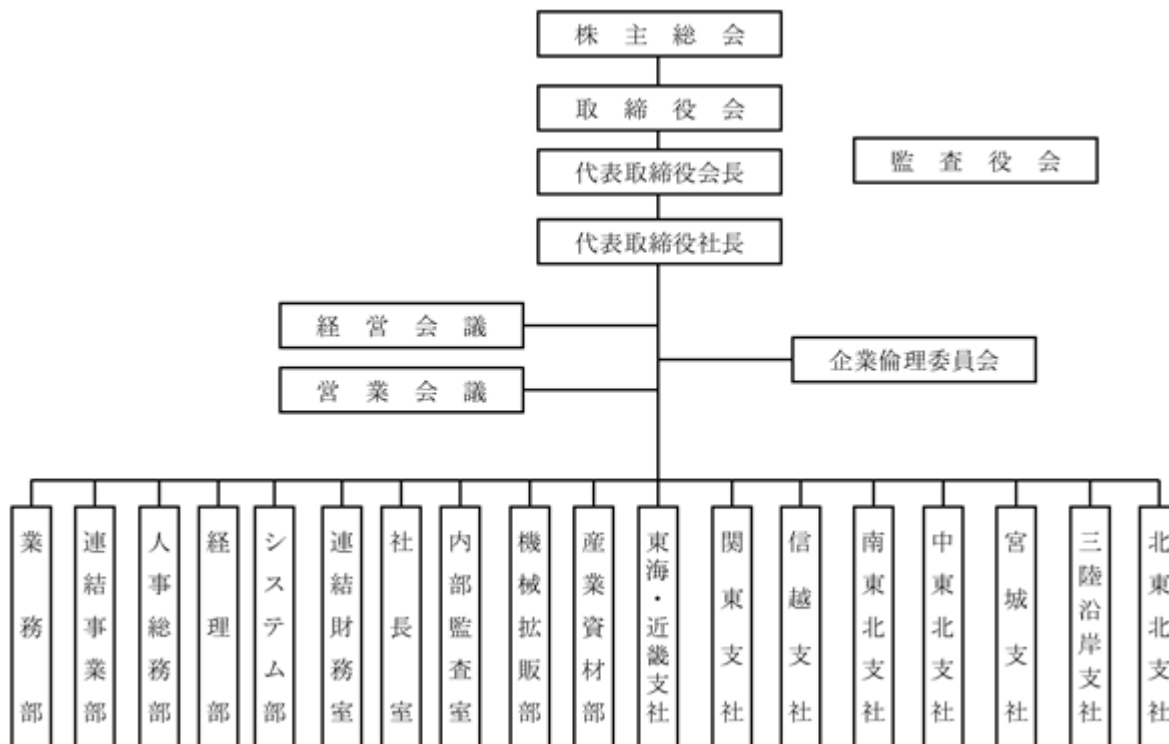 株主総会
取締役会
代表取締役会長
監査役会
代表取締役社長
経営会議
企業倫理委員会
営業会議
業務部
連結事業部
人事総務部
経理部
システム部
連結財務室
社長室
内部監査室
機械拡販部
産業資材部
東海・近畿支社
関東支社
信越支社
南東北支社
中東北支社
宮城支社
三陸沿岸支社
北東北支社